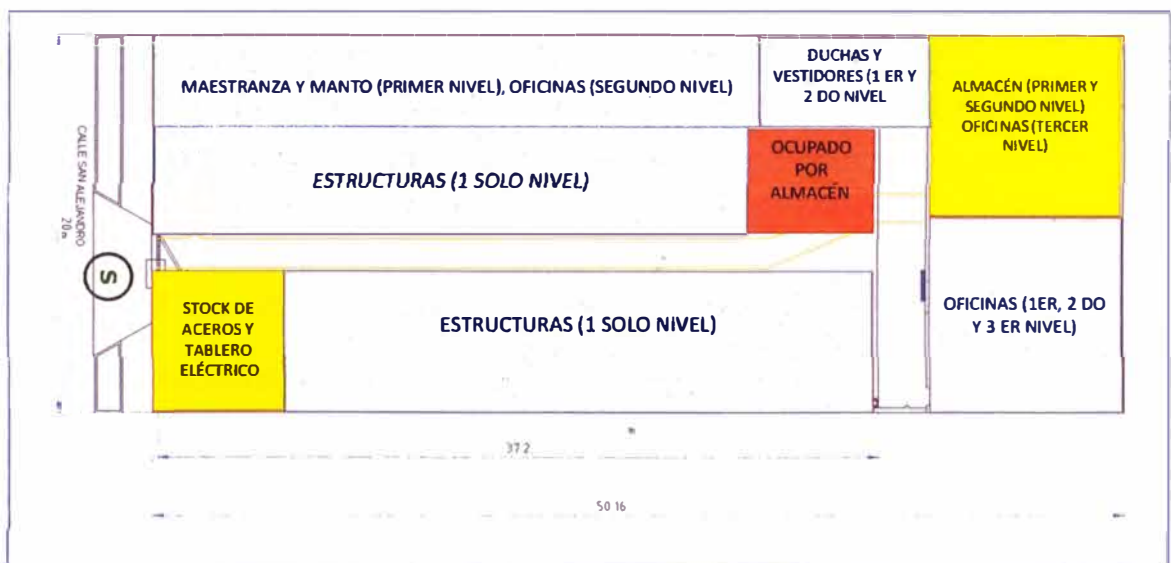 MAESTRANZA Y MANTO (PRIMER NIVEL), OFICINAS (SEGUNDO NIVEL)
DUCHAS Y
VESTIDORES (1 ER Y
2 DO NIVEL
ALMACÉN (PRIMER Y
SEGUNDO NIVEL)
OFICINAS (TERCER
NIVEL)
CALLE SAN ALEJANDRO
20 m
ESTRUCTURAS (1 SOLO NIVEL)
OCUPADO
POR
ALMACÉN
S
STOCK DE
ACEROS Y
TABLERO
ELÉCTRICO
ESTRUCTURAS (1 SOLO NIVEL)
OFICINAS (1ER, 2 DO
Y 3 ER NIVEL)
37.2
50.16